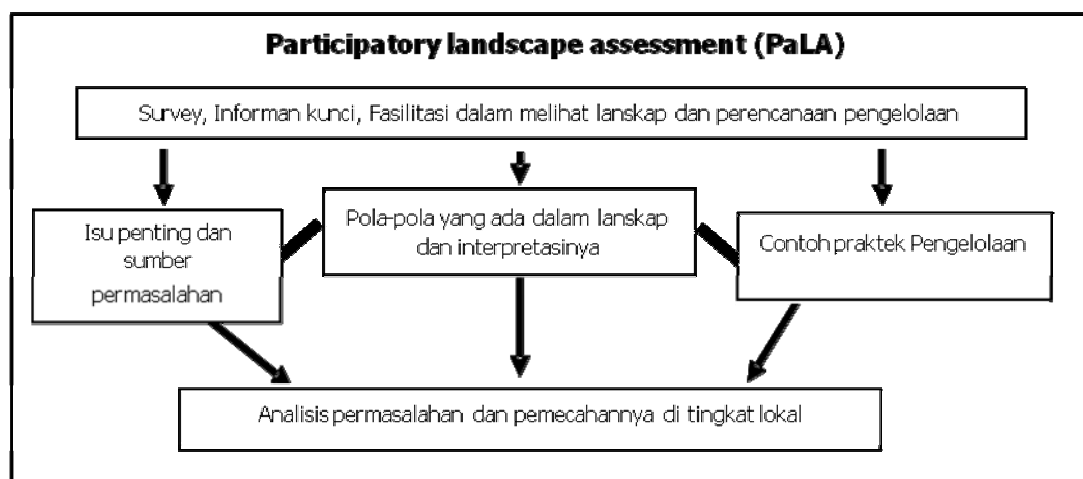 Participatory landscape assessment (PaLA)
Survey, Informan kunci, Fasilitasi dalam melihat lanskap dan perencanaan pengelolaan
Isu penting dan
sumber
permasalahan
Pola-pola yang ada dalam lanskap
dan interpretasinya
Contoh praktek Pengelolaan
Analisis permasalahan dan pemecahannya di tingkat lokal